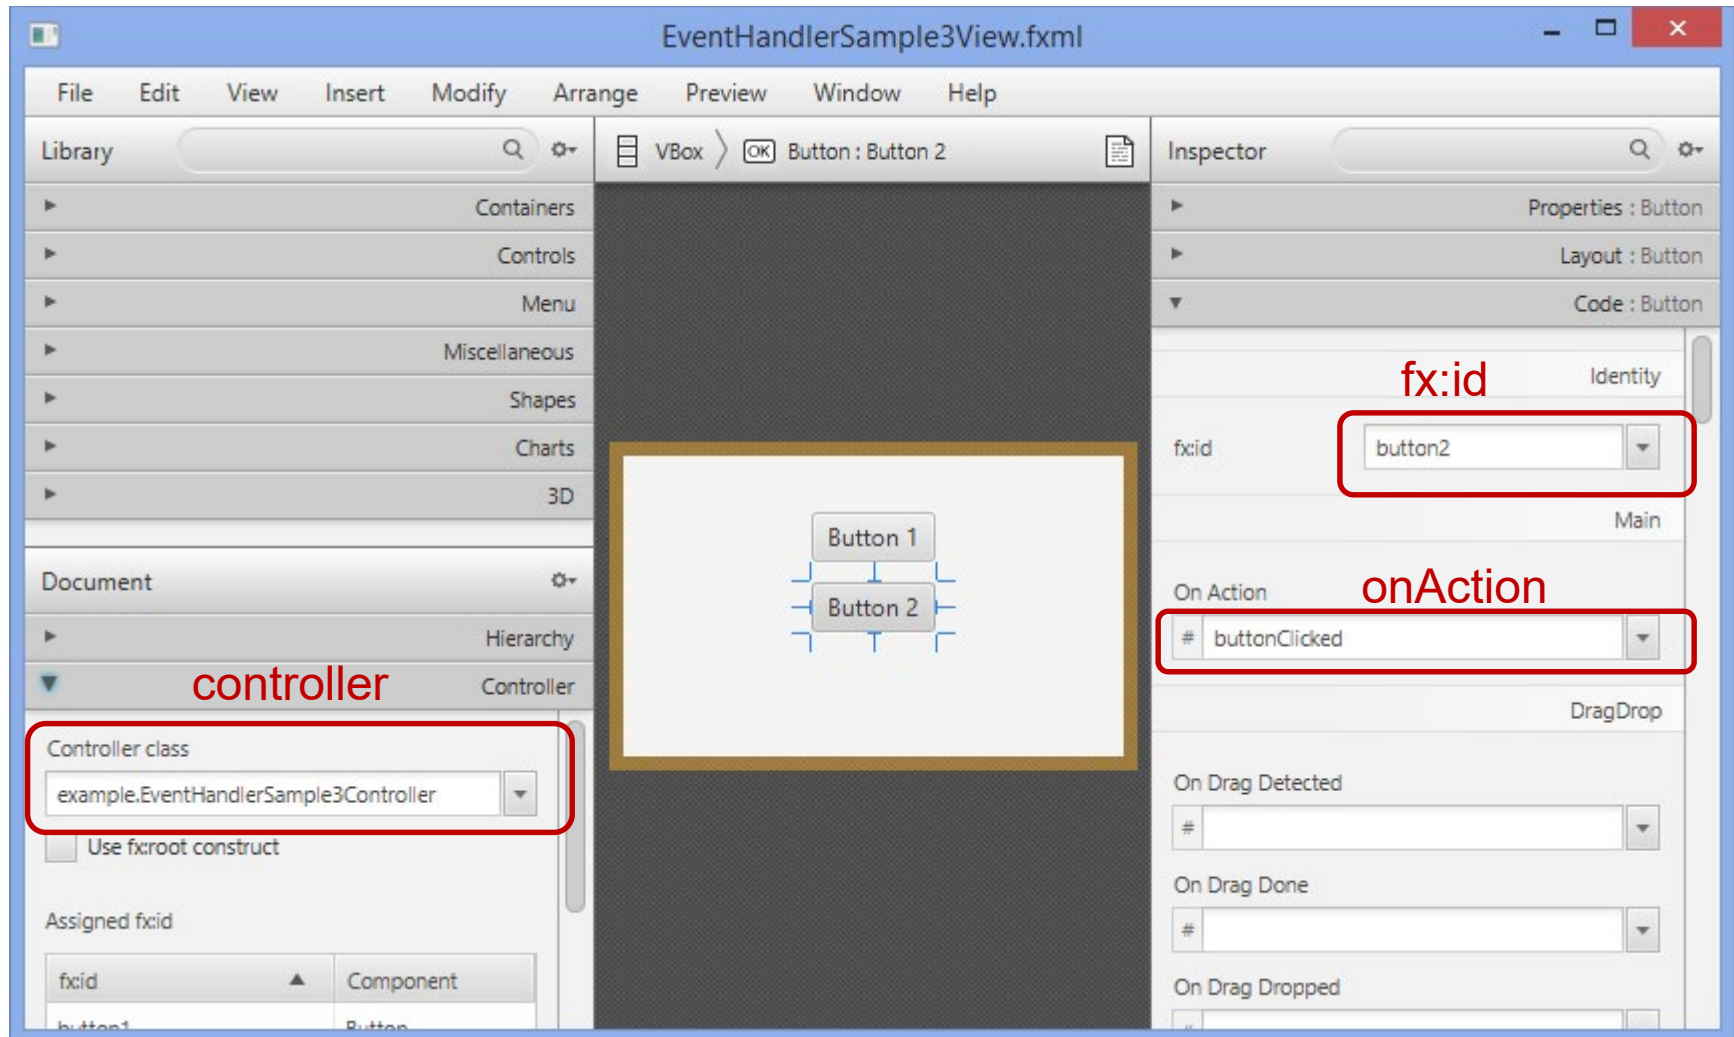 EventHandlerSample3View.fxml
File Edit View Insert Modify Arrange Preview Window Help
Library
Containers
Controls
Menu
Miscellaneous
Shapes
Charts
3D
Document
Hierarchy
controller
Controller
Controller class
example.EventHandlerSample3Controller
Use fx:root construct
Assigned fx:id
fx:id Component
button1 Button
VBox OK Button : Button 2
Button 1
Button 2
Inspector
Properties : Button
Layout : Button
Code : Button
fx:id
Identity
fx:id button2
Main
On Action
onAction
# buttonClicked
DragDrop
On Drag Detected
#
On Drag Done
#
On Drag Dropped
#